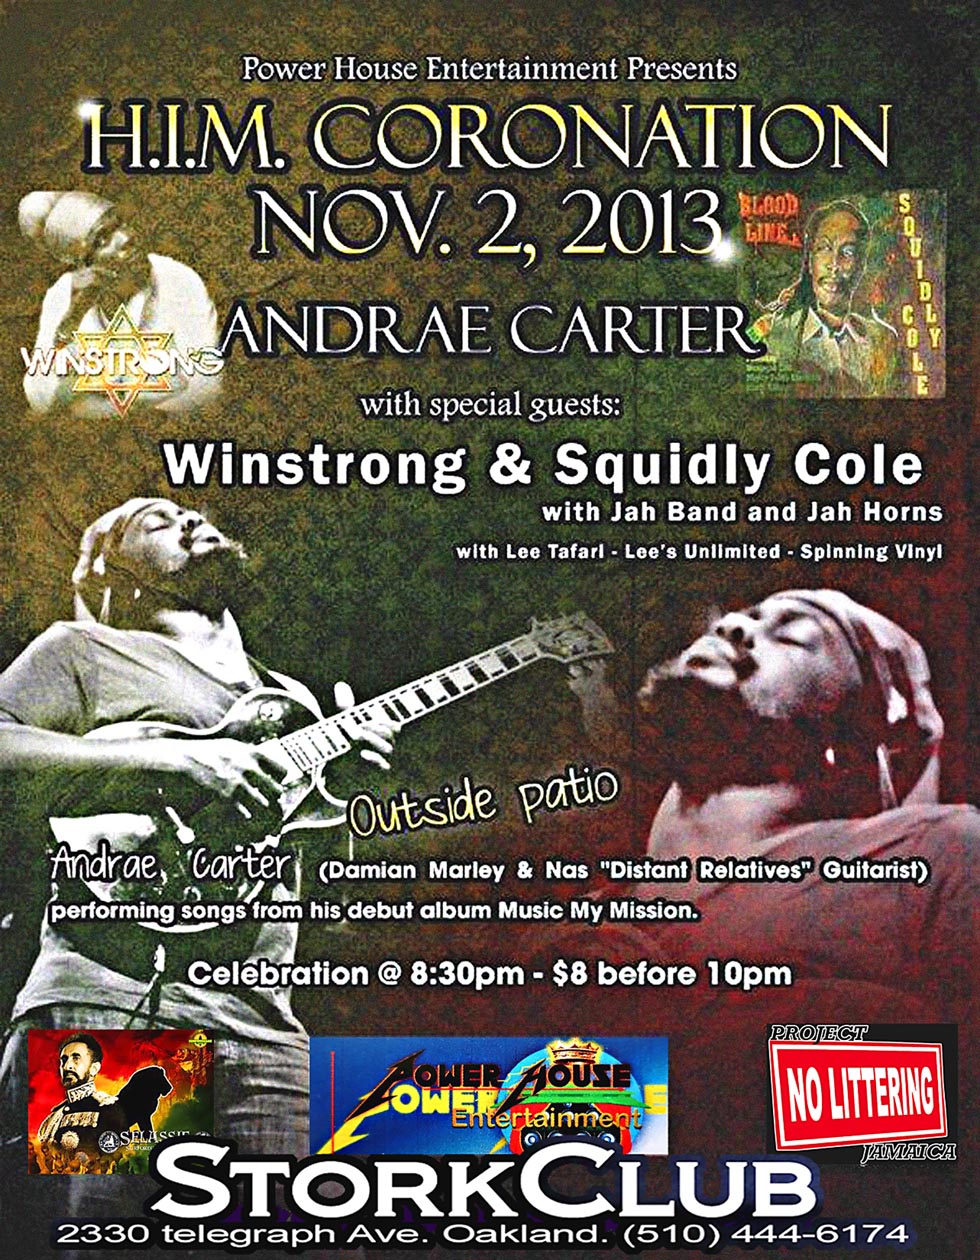 Power House Entertainment Presents
H.I.M. CORONATION
NOV. 2, 2013
BLOOD
LINE
SQUIDLY COLE
WINSTRONG
ANDRAE CARTER
with special guests:
Winstrong & Squidly Cole
with Jah Band and Jah Horns
with Lee Tafari - Lee's Unlimited - Spinning Vinyl
Outside patio
Andrae Carter (Damian Marley & Nas "Distant Relatives" Guitarist)
performing songs from his debut album Music My Mission.
Celebration @ 8:30pm - $8 before 10pm
SELASSIE
POWER HOUSE
POWER
Entertainment
PROJECT
NO LITTERING
JAMAICA
STORKCLUB
2330 telegraph Ave. Oakland. (510) 444-6174